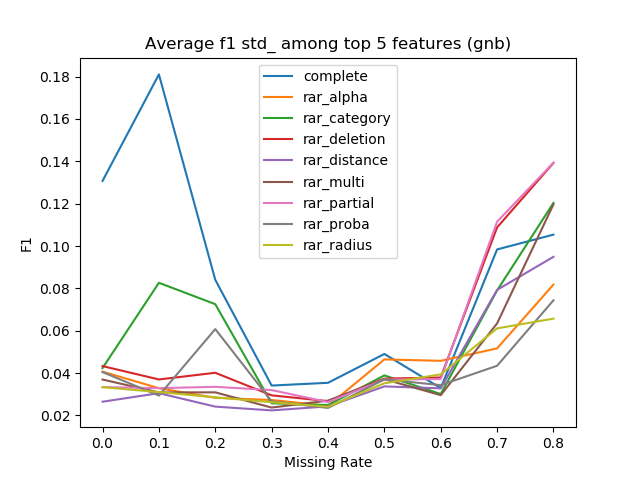 Average f1 std_ among top 5 features (gnb)
complete
rar_alpha
rar_category
rar_deletion
rar_distance
rar_multi
rar_partial
rar_proba
rar_radius
F1
0.18
0.16
0.14
0.12
0.10
0.08
0.06
0.04
0.02
0.0 0.1 0.2 0.3 0.4 0.5 0.6 0.7 0.8
Missing Rate